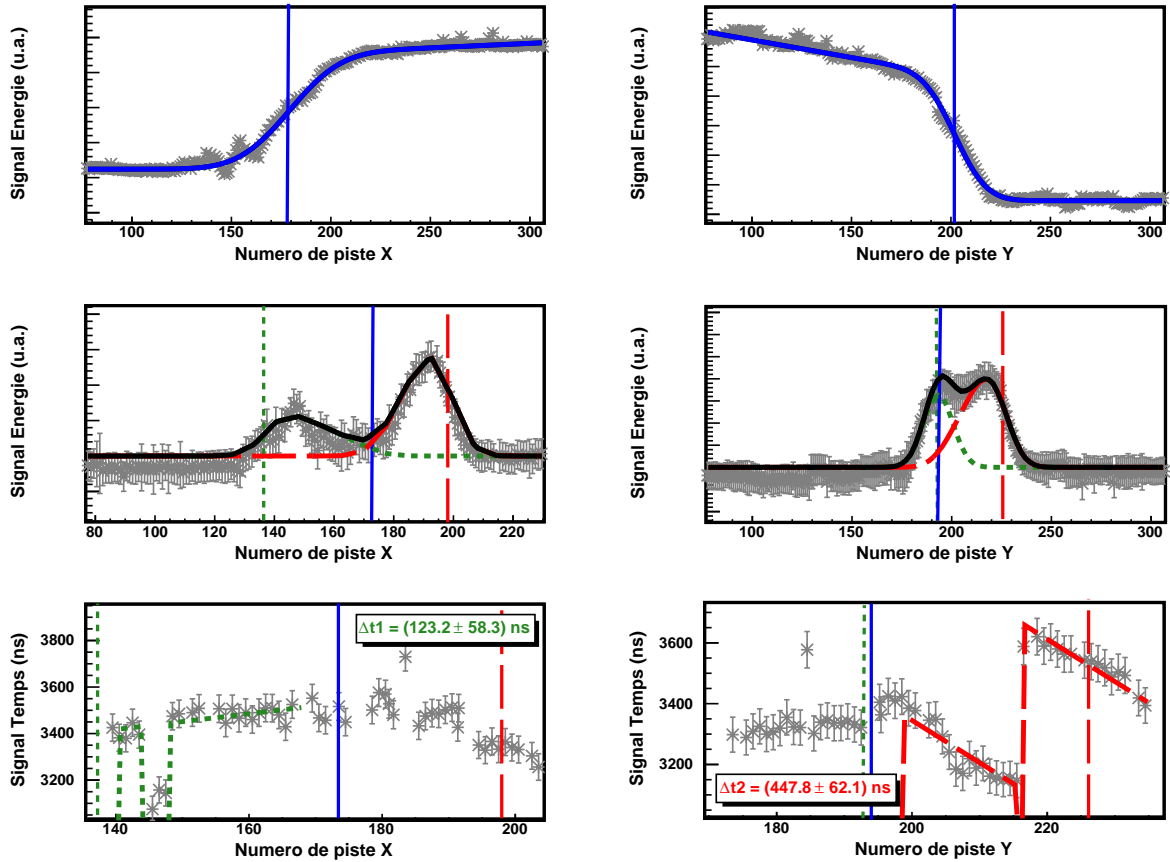 Signal Energie (u.a.)
100 150 200 250 300
Numero de piste X
Signal Energie (u.a.)
100 150 200 250 300
Numero de piste Y
Signal Energie (u.a.)
80 100 120 140 160 180 200 220
Numero de piste X
Signal Energie (u.a.)
100 150 200 250 300
Numero de piste Y
Signal Temps (ns)
3800
3600
3400
3200
Δt1 = (123.2 ± 58.3) ns
140 160 180 200
Numero de piste X
Signal Temps (ns)
3600
3400
3200
Δt2 = (447.8 ± 62.1) ns
180 200 220
Numero de piste Y